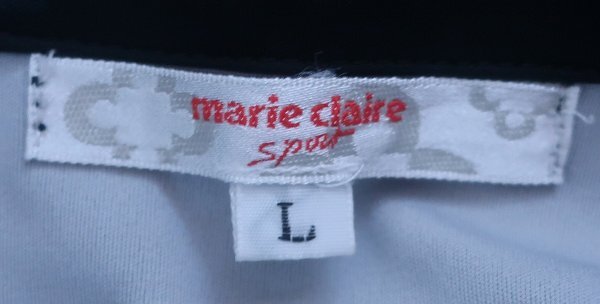 marie claire
sport
L